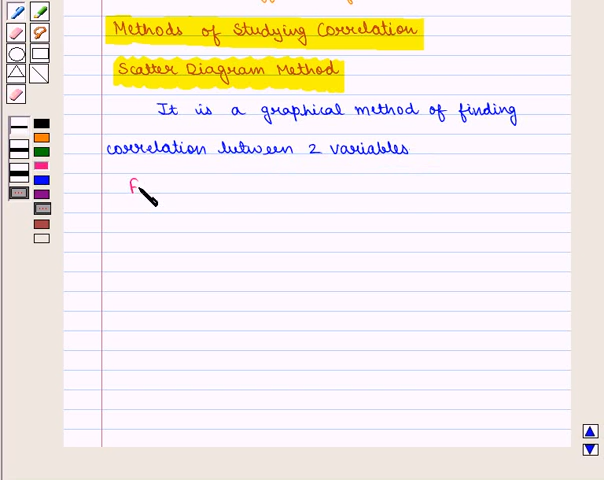 Methods of Studying Correlation
Scatter Diagram Method
It is a graphical method of finding
correlation between 2 variables